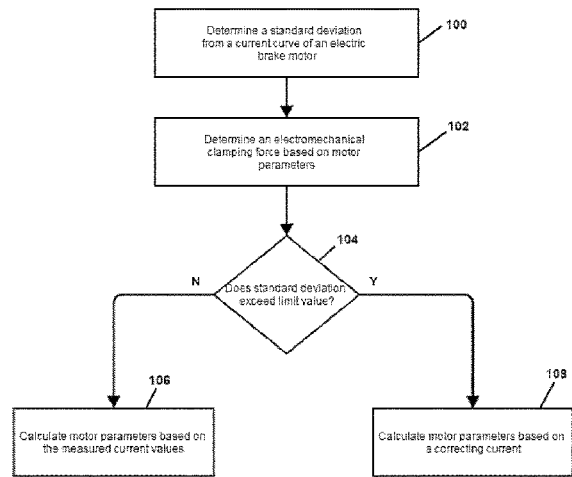 Determine a standard deviation
from a current curve of an electric
brake motor
100
Determine an electromechanical
clamping force based on motor
parameters
102
104
N
Does standard deviation
exceed limit value?
Y
106
Calculate motor parameters based on
the measured current values.
108
Calculate motor parameters based on
a correcting current